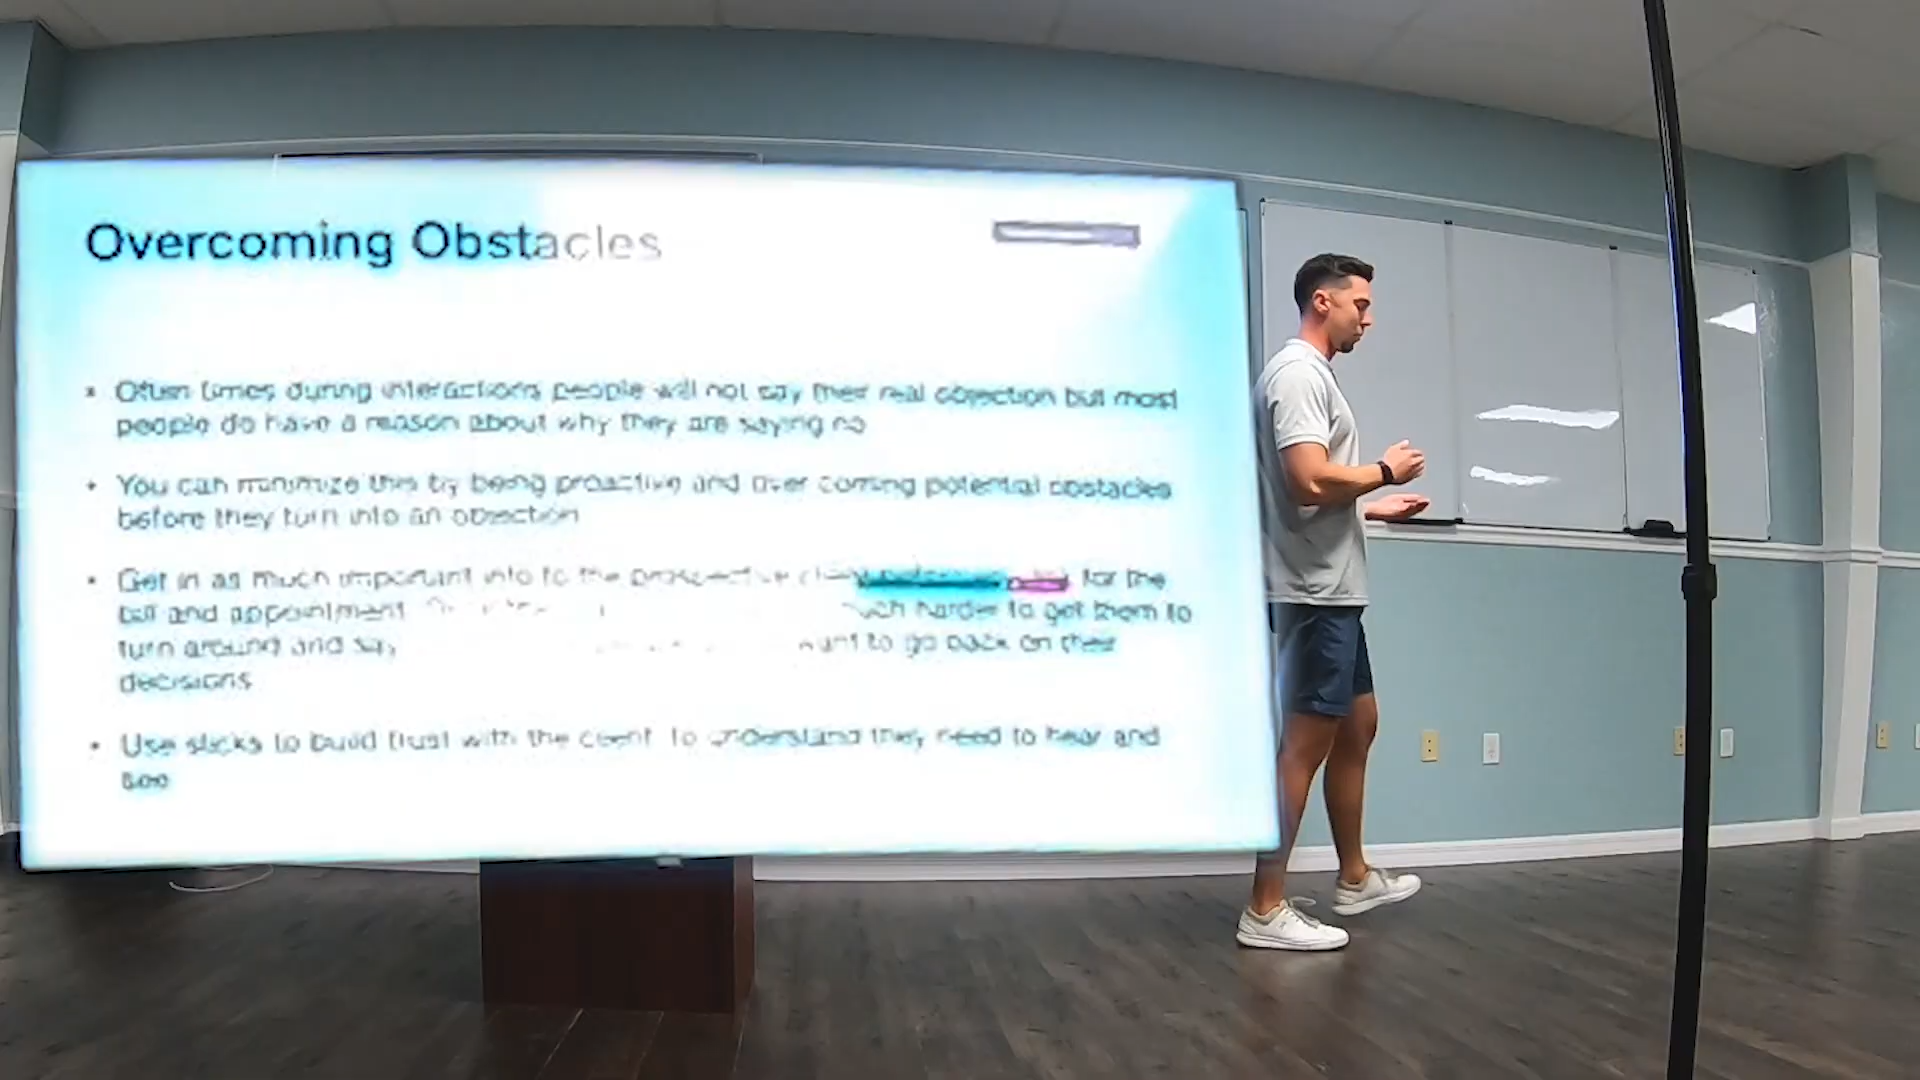 Overcoming Obstacles
• Often times during interactions people will not say their real objection but most
people do have a reason about why they are saying no
• You can minimize this by being proactive and over coming potential obstacles
before they turn into an objection
• Get in as much important info to the prospective for the
and appointment much harder to get them to
turn around and say want to go back on their
decisions
• Use slicks to build trust with the client to understand they need to hear and
see